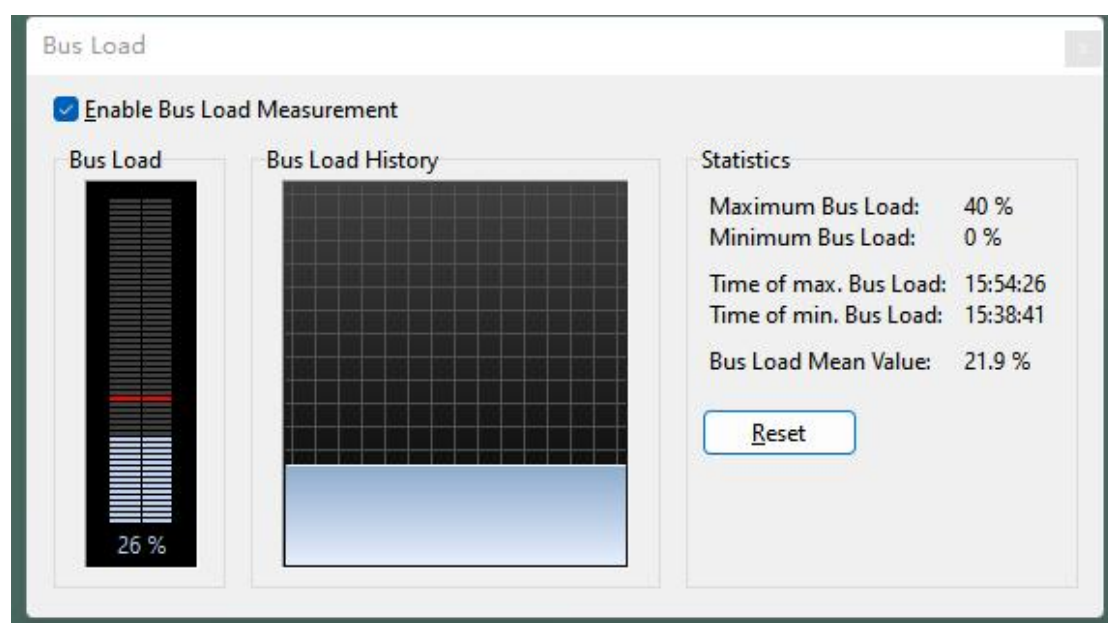 Bus Load
Enable Bus Load Measurement
Bus Load
26 %
Bus Load History
Statistics
Maximum Bus Load: 40 %
Minimum Bus Load: 0 %
Time of max. Bus Load: 15:54:26
Time of min. Bus Load: 15:38:41
Bus Load Mean Value: 21.9 %
Reset